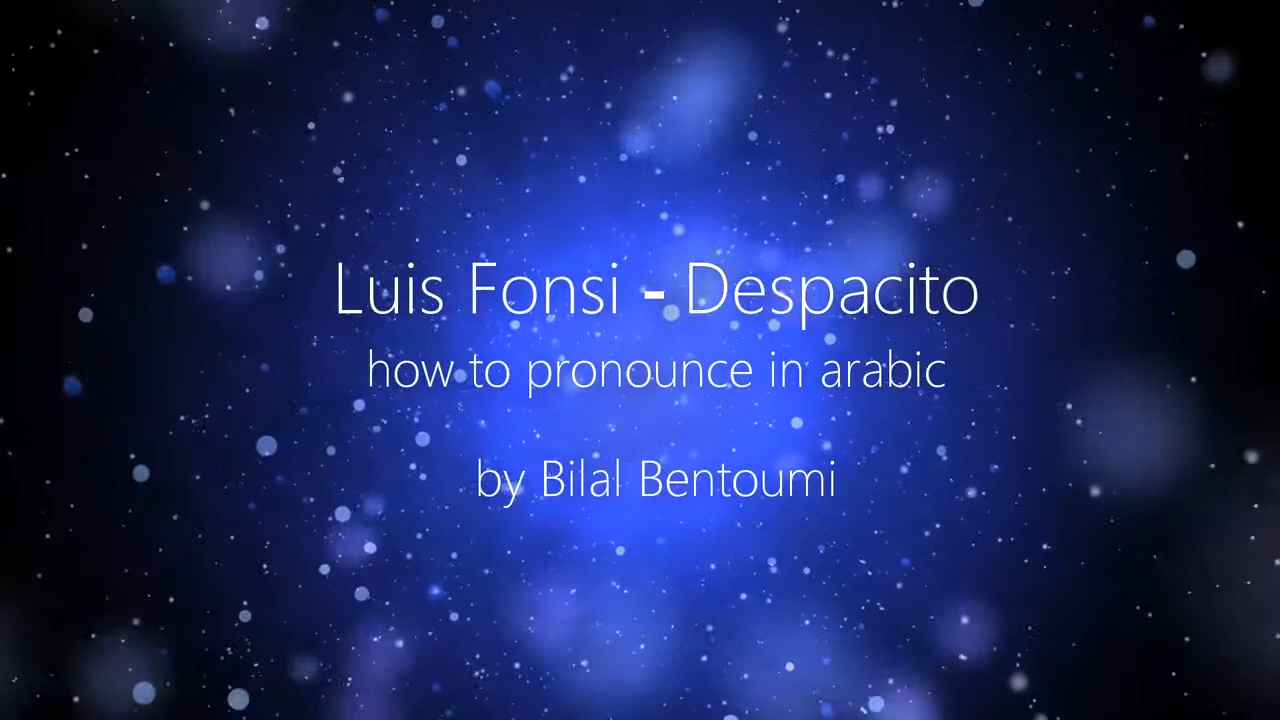 Luis Fonsi - Despacito
how to pronounce in arabic
by Bilal Bentoumi